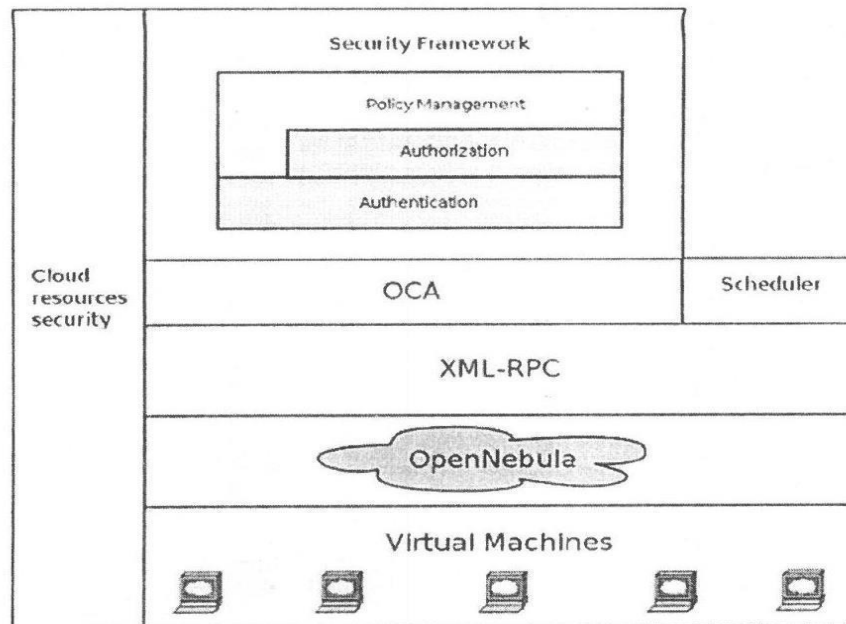 Security Framework
Policy Management
Authorization
Authentication
Cloud
resources
security
OCA
Scheduler
XML-RPC
OpenNebula
Virtual Machines